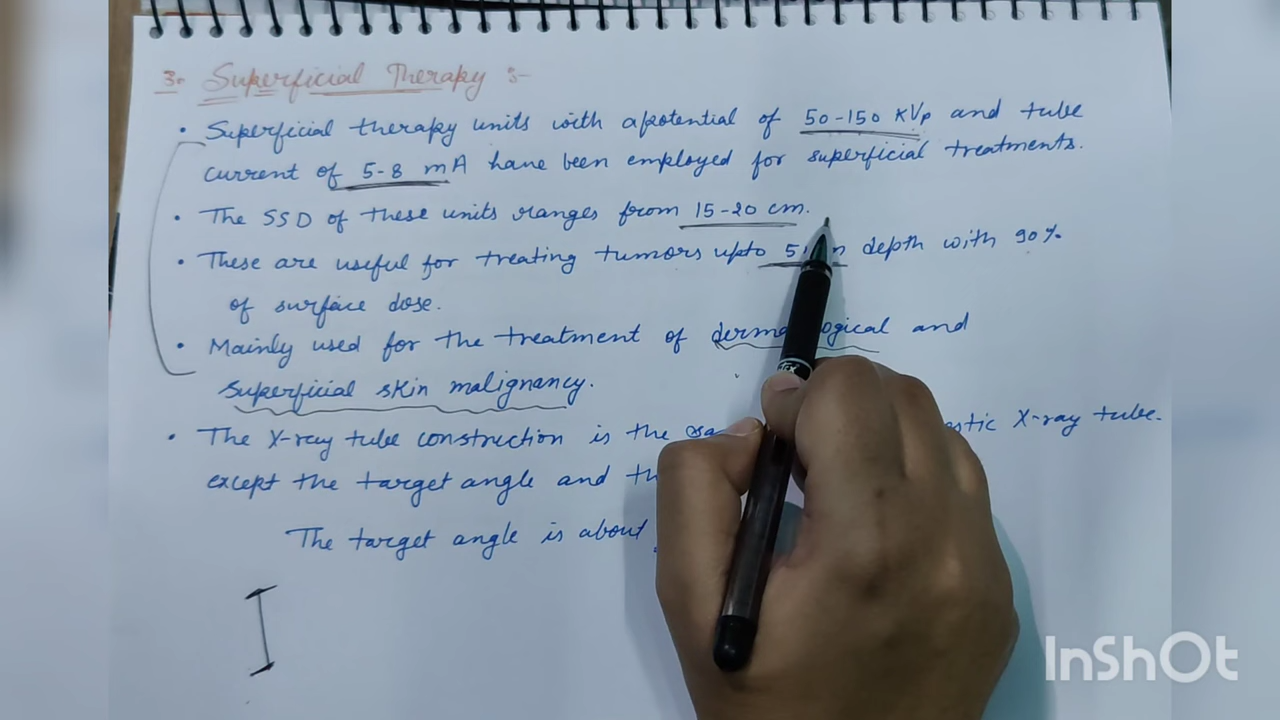 3. Superficial Therapy :-
• Superficial therapy units with a potential of 50-150 KVp and tube
current of 5-8 mA have been employed for superficial treatments.
• The SSD of these units ranges from 15-20 cm.
• These are useful for treating tumors upto depth with 90%
of surface dose.
• Mainly used for the treatment of and
superficial skin malignancy.
• The X-ray tube construction is the X-ray tube.
except the target angle and
The target angle is about
InShOt